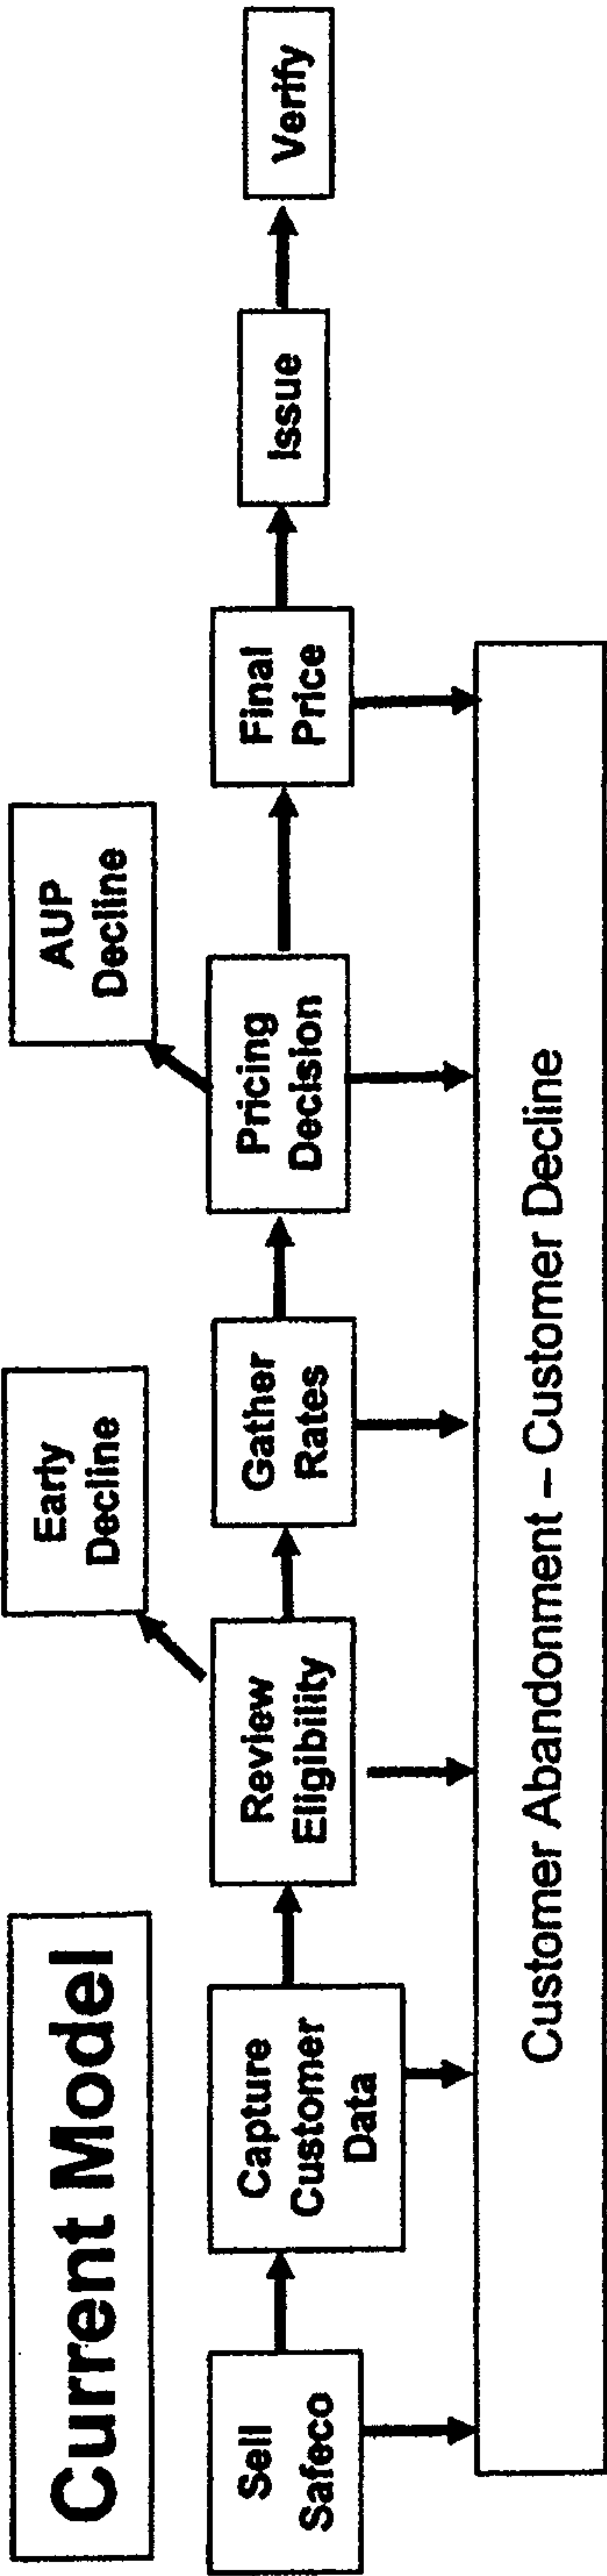 Current Model
Early
Decline
AUP
Decline
Sell
Safeco
Capture
Customer
Data
Review
Eligibility
Gather
Rates
Pricing
Decision
Final
Price
Issue
Verify
Customer Abandonment – Customer Decline